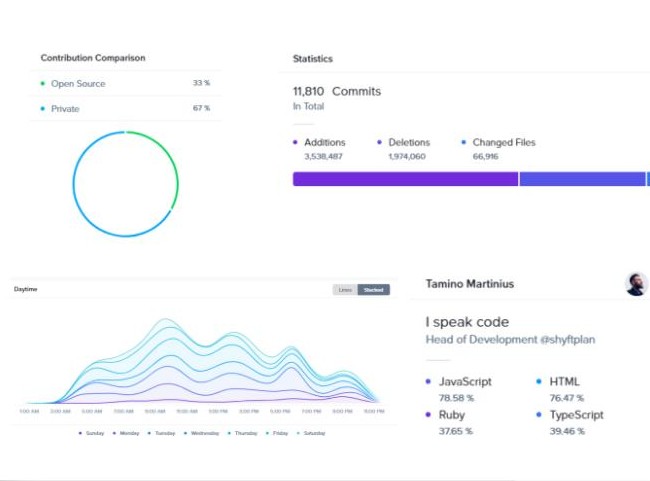 Contribution Comparison
Open Source 33 %
Private 67 %
Statistics
11,810 Commits
In Total
Additions Deletions Changed Files
3,538,487 1,974,060 66,916
Daytime
Lines Stacked
1:00 AM 3:00 AM 5:00 AM 7:00 AM 9:00 AM 11:00 AM 1:00 PM 3:00 PM 5:00 PM 7:00 PM 9:00 PM 11:00 PM
Sunday Monday Tuesday Wednesday Thursday Friday Saturday
Tamino Martinius
I speak code
Head of Development @shyftplan
JavaScript HTML
78.58 % 76.47 %
Ruby TypeScript
37.65 % 39.46 %